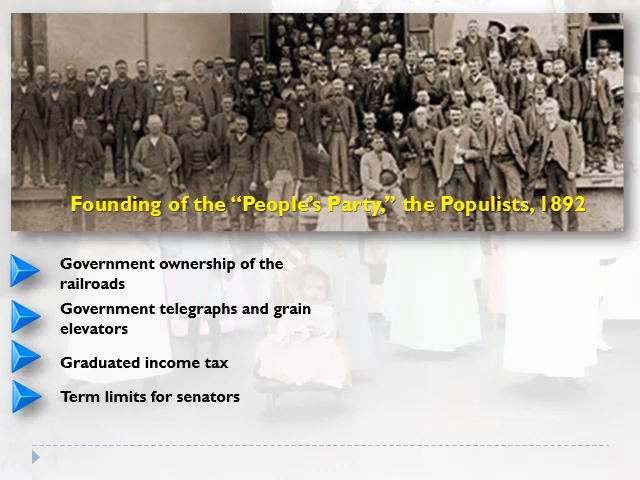 Founding of the “People’s Party,” the Populists, 1892
Government ownership of the
railroads
Government telegraphs and grain
elevators
Graduated income tax
Term limits for senators